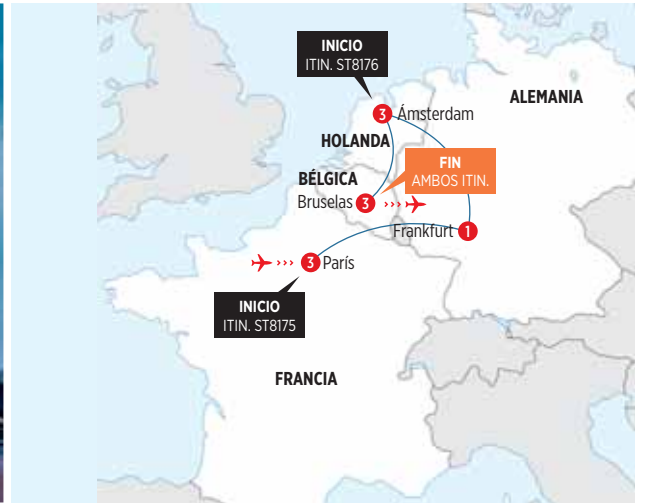 INICIO
ITIN. ST8176
ALEMANIA
3 Ámsterdam
HOLANDA
FIN
AMBOS ITIN.
BÉLGICA
Bruselas 3
Frankfurt 1
3 París
INICIO
ITIN. ST8175
FRANCIA